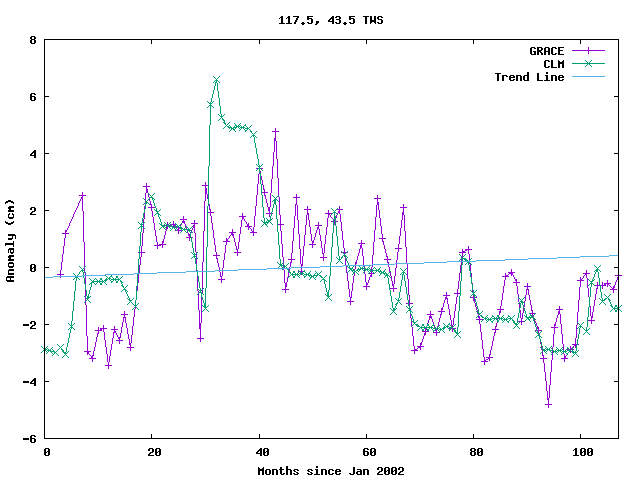 117.5, 43.5 TWS
GRACE
CLM
Trend Line
Anomaly (cm)
8
6
4
2
0
-2
-4
-6
0 20 40 60 80 100
Months since Jan 2002